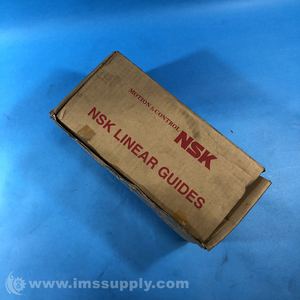 MOTION & CONTROL
NSK
NSK LINEAR GUIDES
© www.imssupply.com